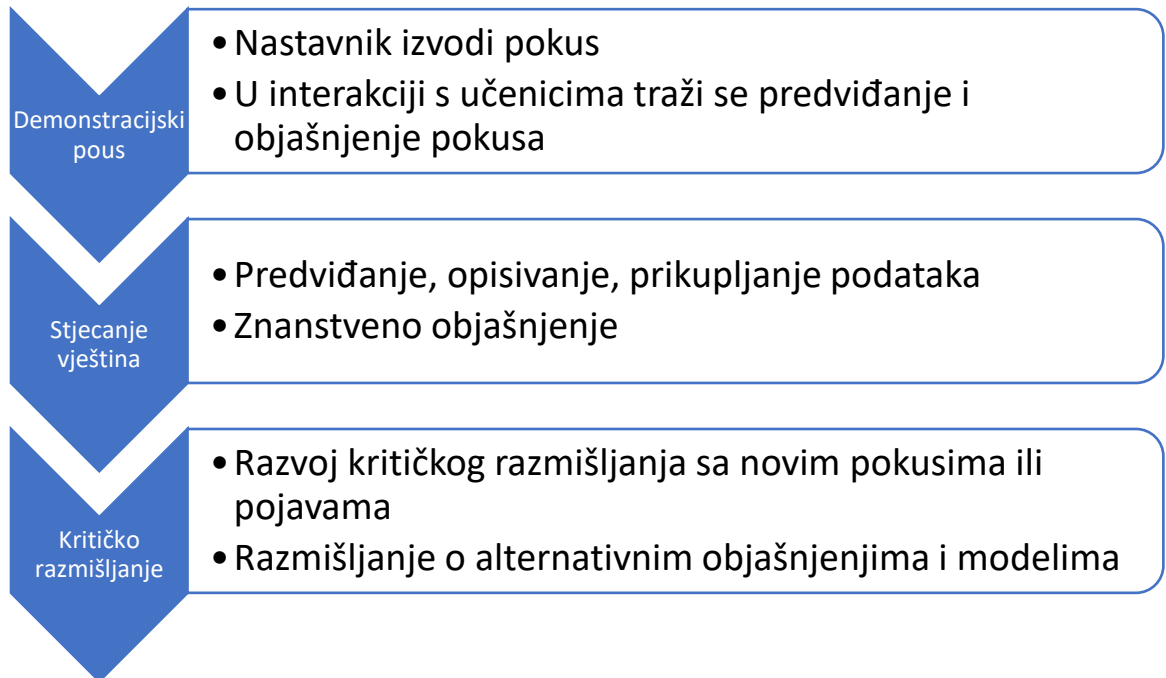 Demonstracijski
pous
• Nastavnik izvodi pokus
• U interakciji s učenicima traži se predviđanje i
objašnjenje pokusa
Stjecanje
vještina
• Predviđanje, opisivanje, prikupljanje podataka
• Znanstveno objašnjenje
Kritičko
razmišljanje
• Razvoj kritičkog razmišljanja sa novim pokusima ili
pojavama
• Razmišljanje o alternativnim objašnjenjima i modelima